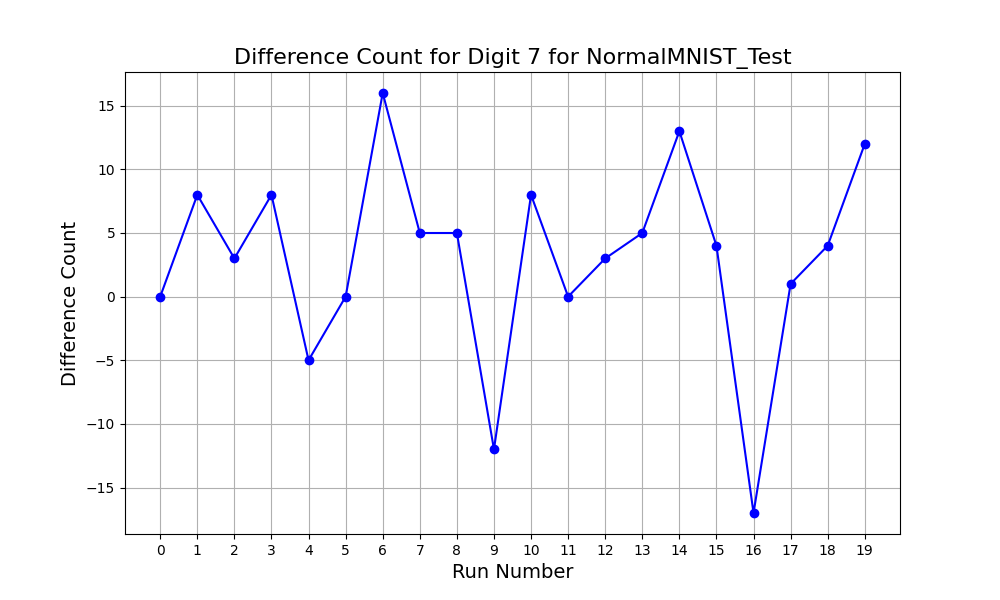 Difference Count for Digit 7 for NormalMNIST_Test
15
10
5
0
−5
−10
−15
Difference Count
0 1 2 3 4 5 6 7 8 9 10 11 12 13 14 15 16 17 18 19
Run Number